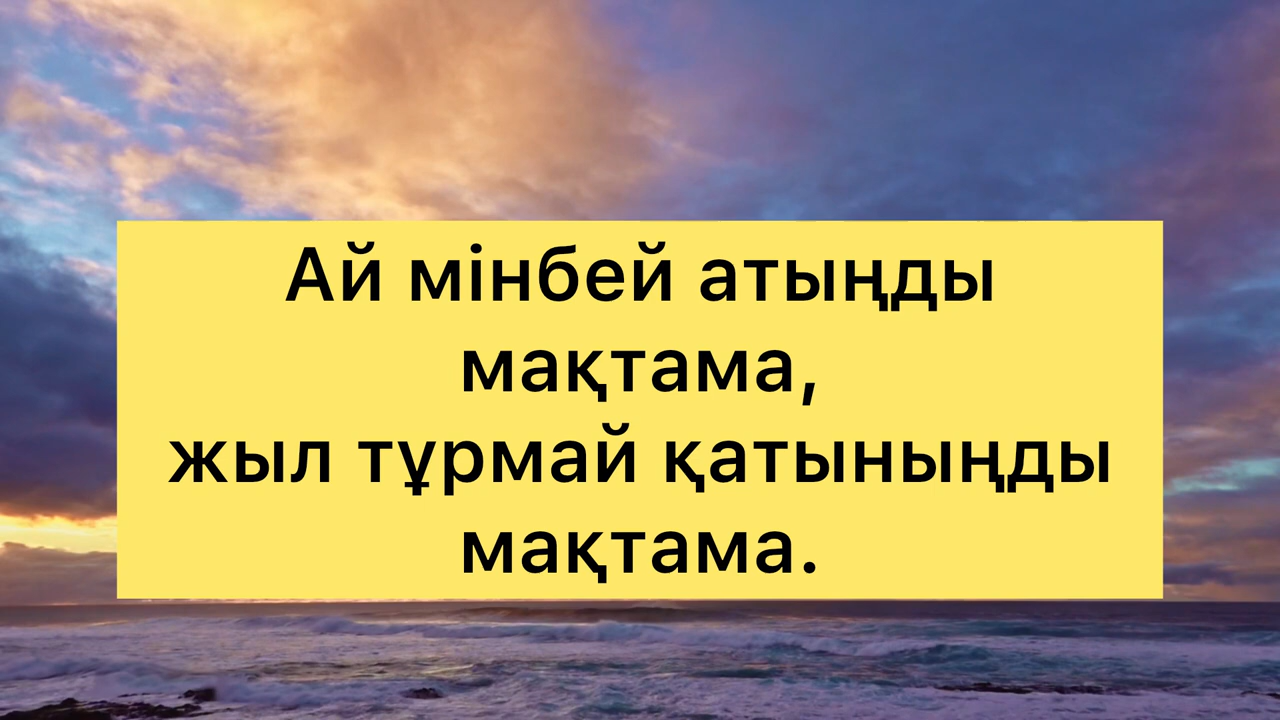 Ай мінбей атыңды
мақтама,
жыл тұрмай қатыныңды
мақтама.